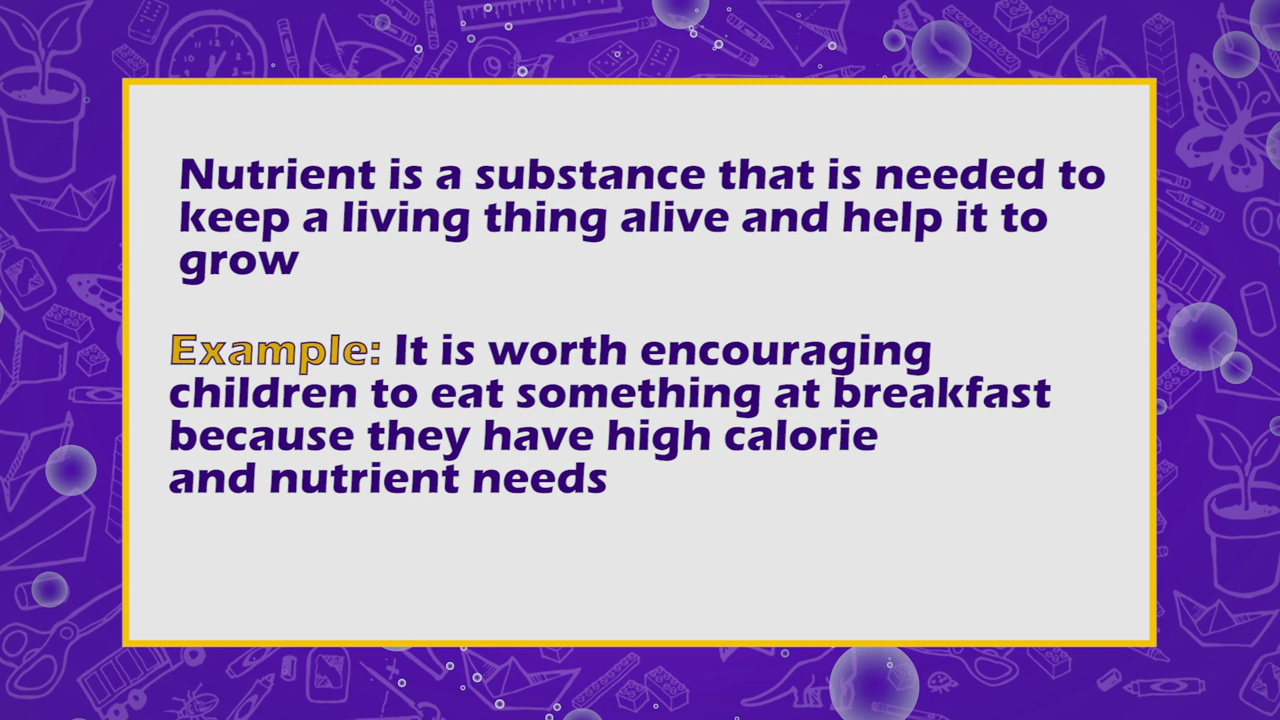 Nutrient is a substance that is needed to
keep a living thing alive and help it to
grow
Example: It is worth encouraging
children to eat something at breakfast
because they have high calorie
and nutrient needs